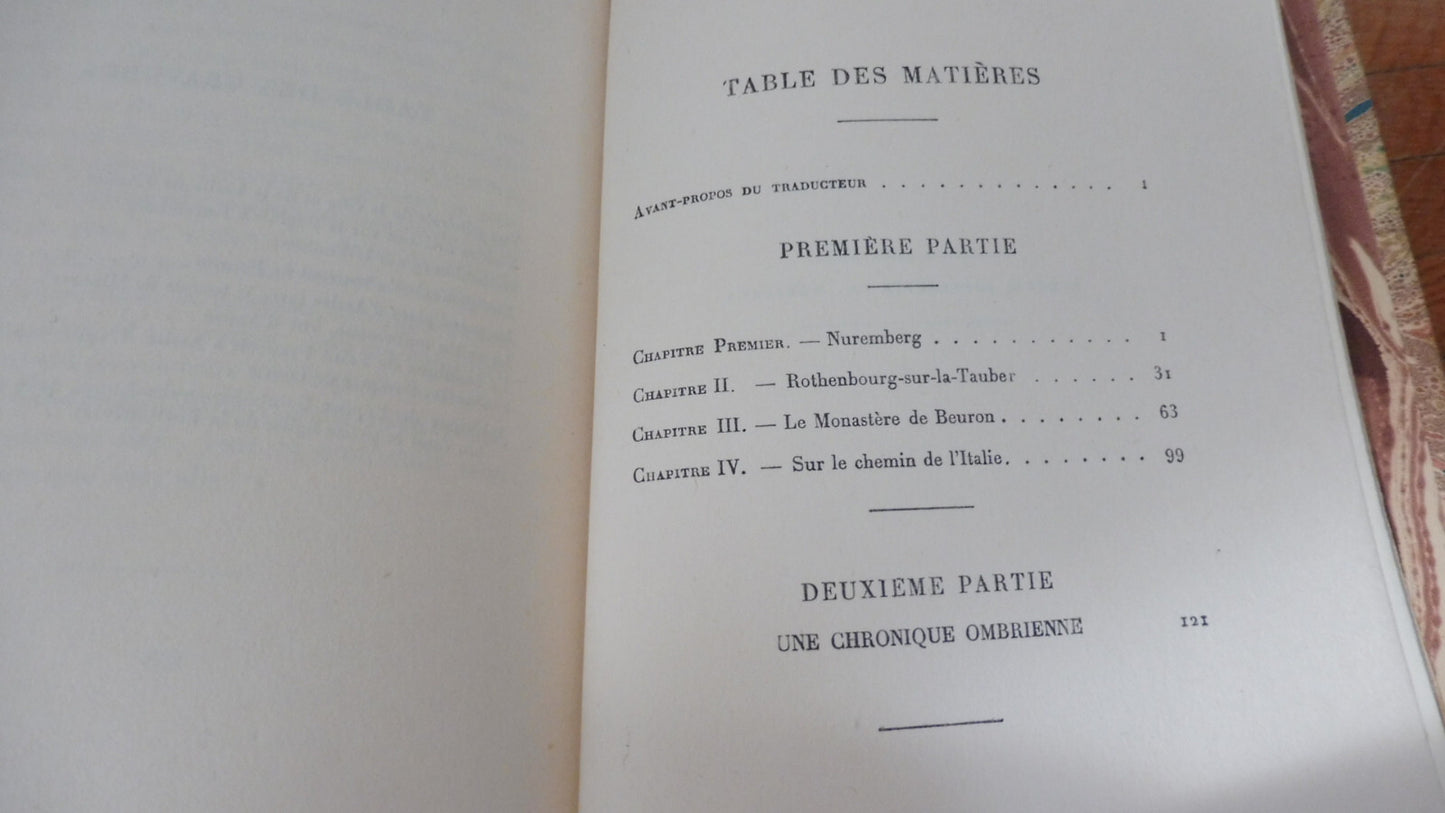 TABLE DES MATIÈRES
AVANT-PROPOS DU TRADUCTEUR . . . . . . . . . . . . . 1
PREMIÈRE PARTIE
CHAPITRE PREMIER. — Nuremberg . . . . . . . . . . . 1
CHAPITRE II. — Rothenbourg-sur-la-Tauber . . . . . . 31
CHAPITRE III. — Le Monastère de Beuron . . . . . . . . 63
CHAPITRE IV. — Sur le chemin de l'Italie. . . . . . . . 99
DEUXIEME PARTIE
UNE CHRONIQUE OMBRIENNE 121